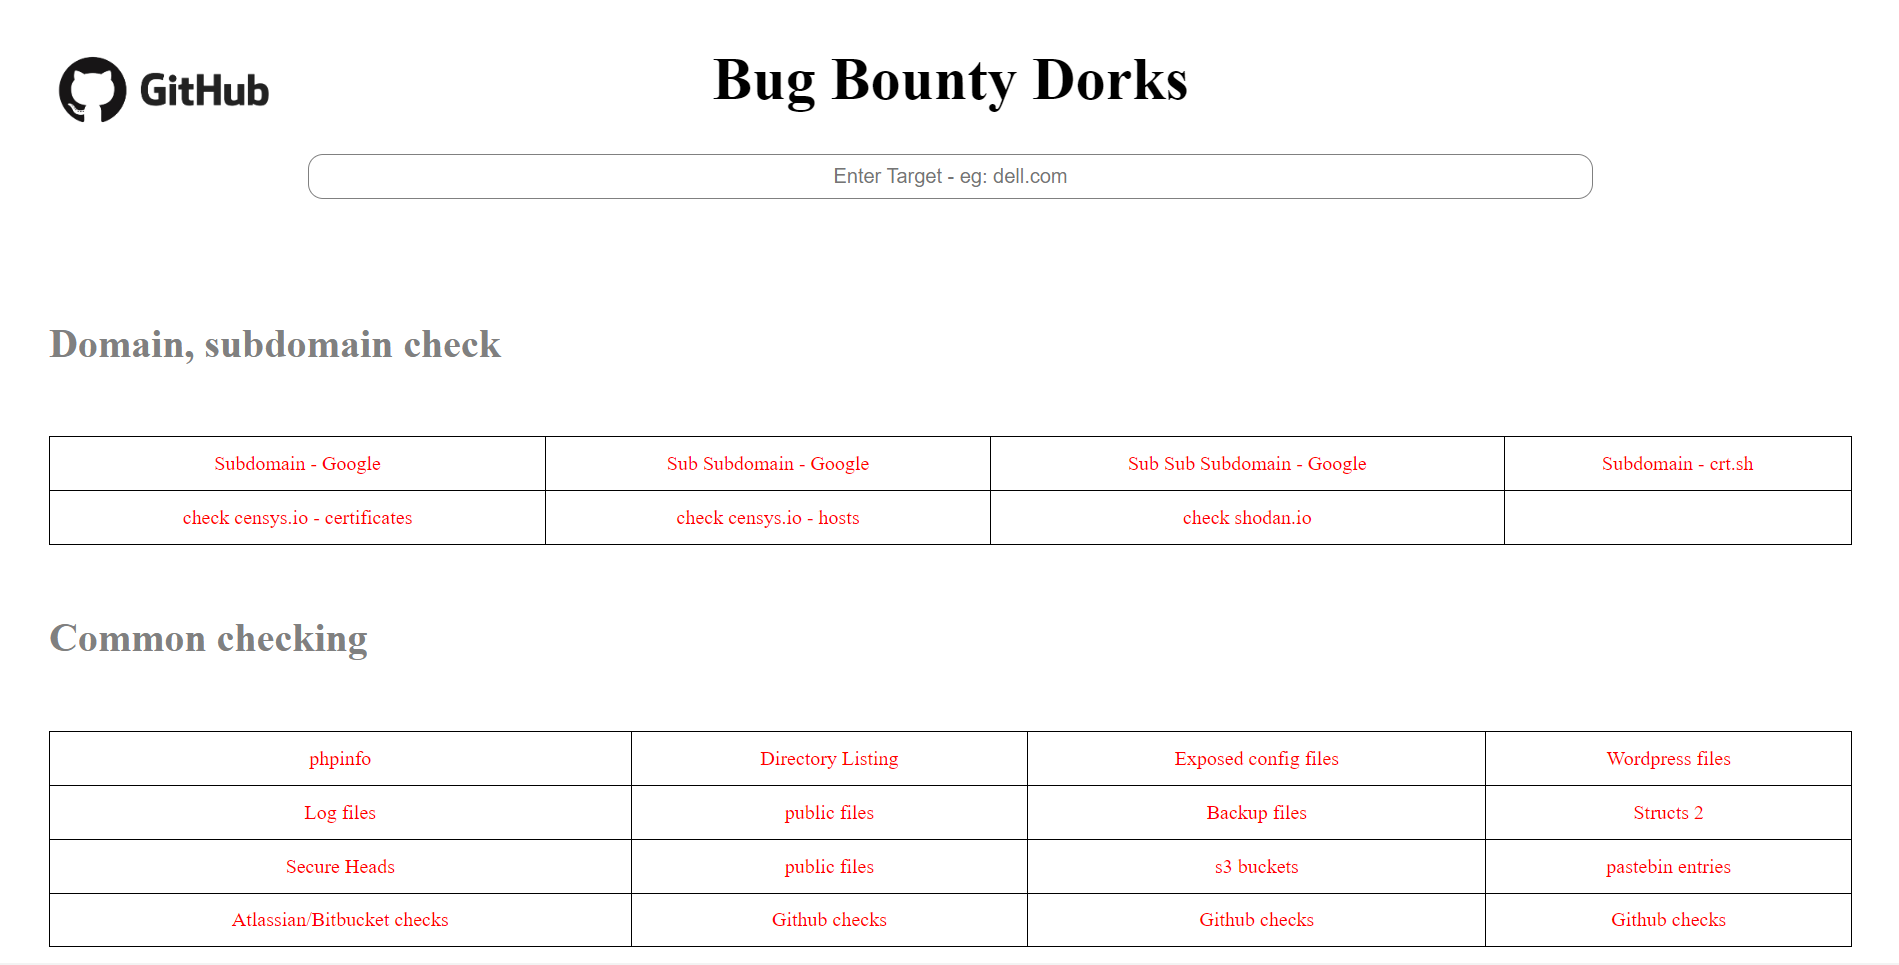 GitHub
Bug Bounty Dorks
Enter Target - eg: dell.com
Domain, subdomain check
Subdomain - Google
Sub Subdomain - Google
Sub Sub Subdomain - Google
Subdomain - crt.sh
check censys.io - certificates
check censys.io - hosts
check shodan.io
Common checking
phpinfo
Directory Listing
Exposed config files
Wordpress files
Log files
public files
Backup files
Structs 2
Secure Heads
public files
s3 buckets
pastebin entries
Atlassian/Bitbucket checks
Github checks
Github checks
Github checks